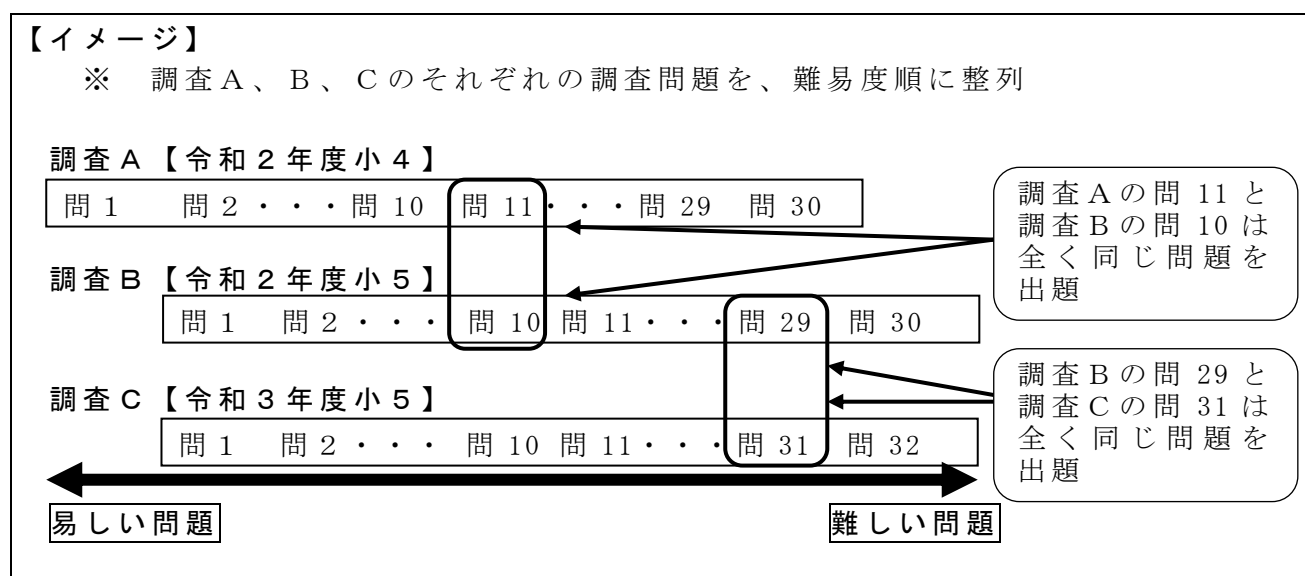 【イメージ】
※ 調査A、B、Cのそれぞれの調査問題を、難易度順に整列
調査A【令和2年度小4】
問1 問2・・・問10 問11・・・問29 問30
調査Aの問11と
調査Bの問10は
全く同じ問題を
出題
調査B【令和2年度小5】
問1 問2・・・ 問10 問11・・・問29 問30
調査Bの問29と
調査Cの問31は
全く同じ問題を
出題
調査C【令和3年度小5】
問1 問2・・・ 問10 問11・・・問31 問32
易しい問題
難しい問題